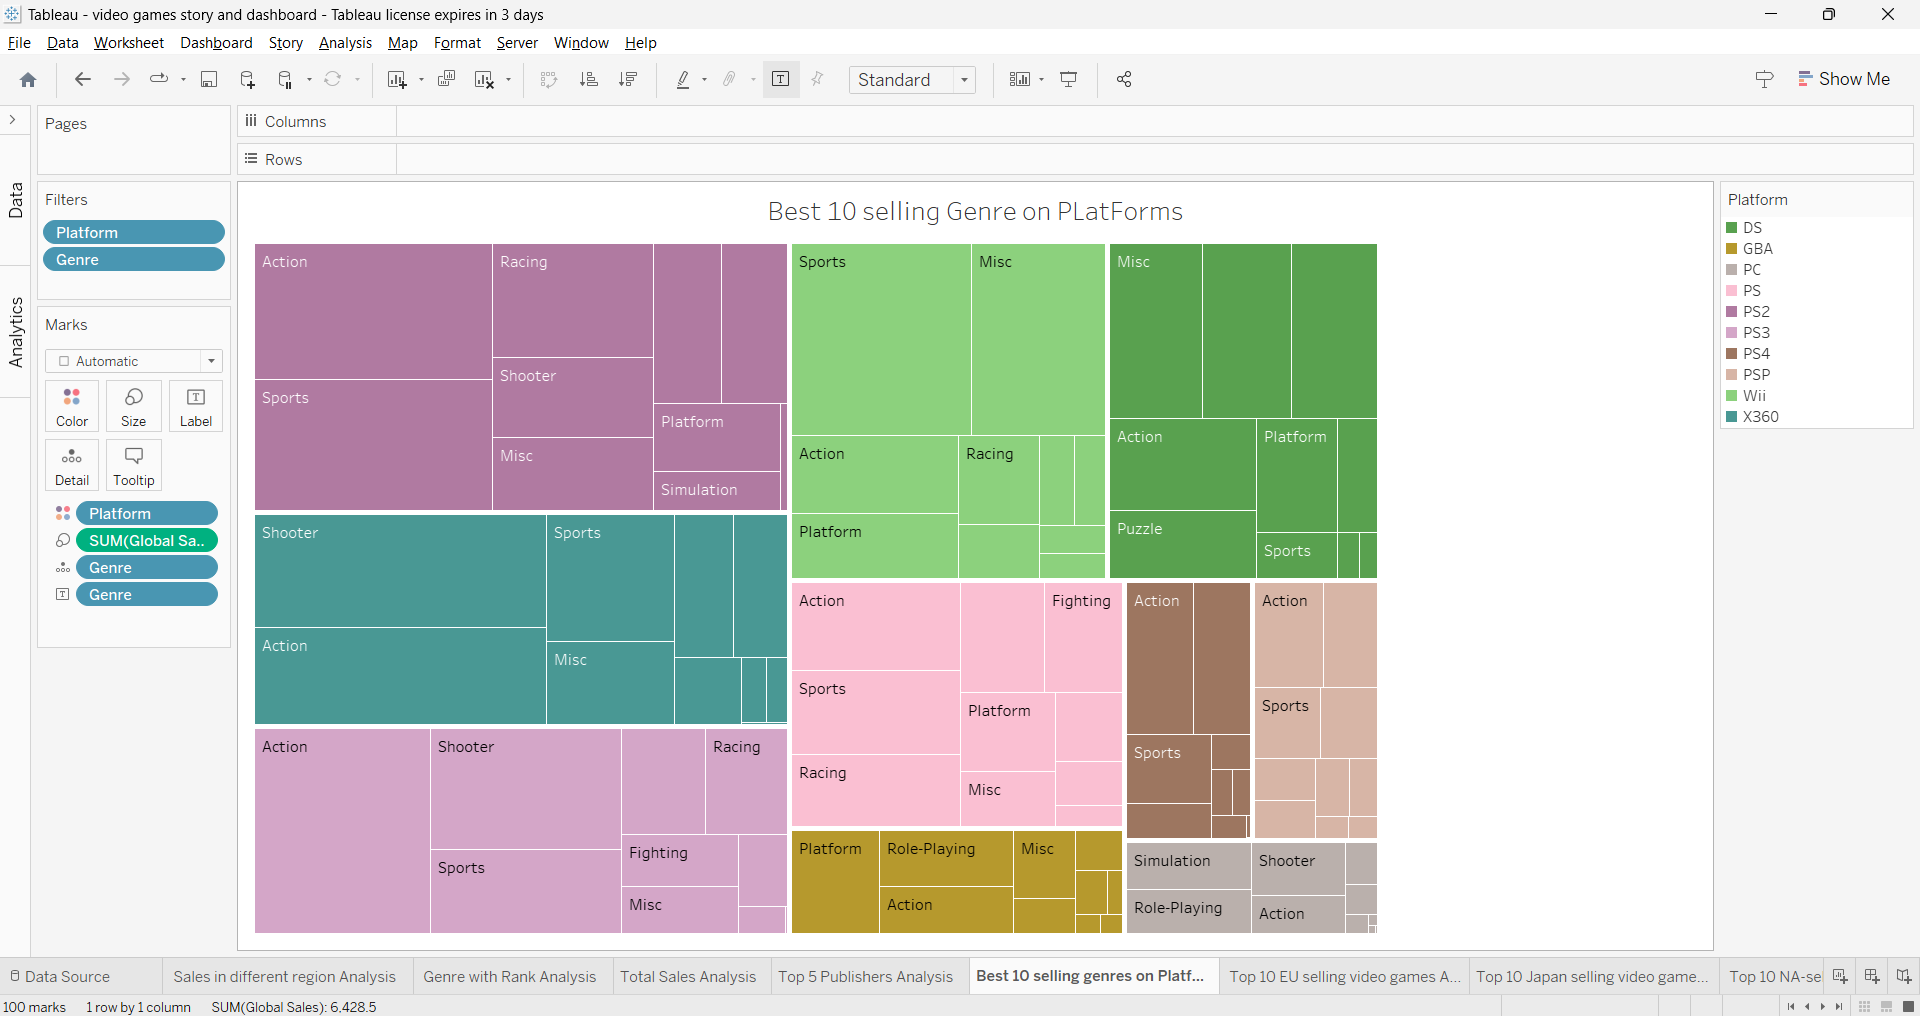 Tableau - video games story and dashboard - Tableau license expires in 3 days
File Data Worksheet Dashboard Story Analysis Map Format Server Window Help
Standard
Show Me
Data
Analytics
Pages
Filters
Platform
Genre
Marks
Automatic
Color Size Label
Detail Tooltip
Platform
SUM(Global Sa..
Genre
Genre
Columns
Rows
Best 10 selling Genre on PLatForms
Action
Racing
Sports
Shooter
Misc
Platform
Simulation
Shooter
Sports
Action
Misc
Action
Shooter
Racing
Sports
Fighting
Misc
Sports
Misc
Action
Racing
Platform
Misc
Action
Platform
Puzzle
Sports
Action
Fighting
Sports
Platform
Racing
Misc
Action
Sports
Action
Sports
Platform
Role-Playing
Misc
Action
Simulation
Shooter
Role-Playing
Action
Platform
DS
GBA
PC
PS
PS2
PS3
PS4
PSP
Wii
X360
Data Source Sales in different region Analysis Genre with Rank Analysis Total Sales Analysis Top 5 Publishers Analysis Best 10 selling genres on Platf... Top 10 EU selling video games A... Top 10 Japan selling video game... Top 10 NA-sel
100 marks 1 row by 1 column SUM(Global Sales): 6,428.5